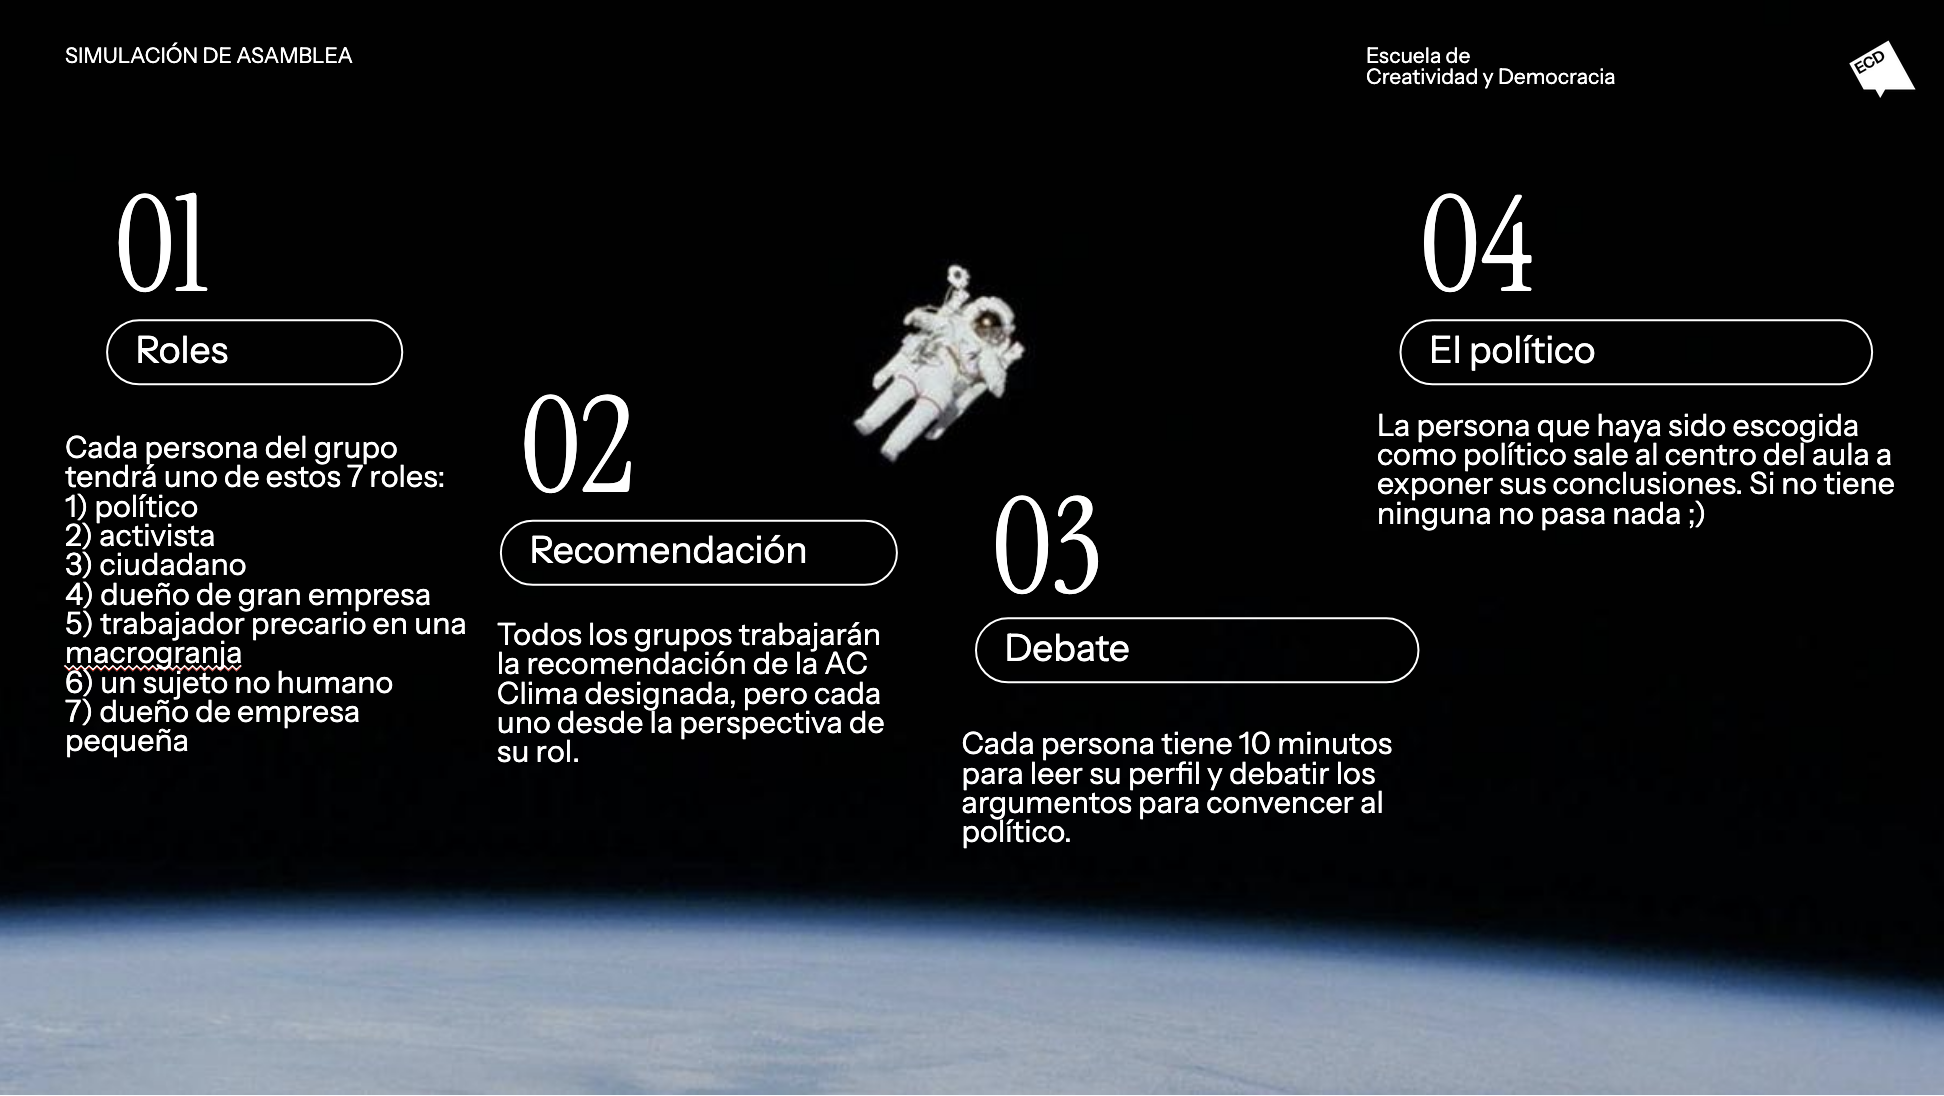 SIMULACIÓN DE ASAMBLEA
Escuela de
Creatividad y Democracia
ECD
01
Roles
Cada persona del grupo
tendrá uno de estos 7 roles:
1) político
2) activista
3) ciudadano
4) dueño de gran empresa
5) trabajador precario en una
macrogranja
6) un sujeto no humano
7) dueño de empresa
pequeña
02
Recomendación
Todos los grupos trabajarán
la recomendación de la AC
Clima designada, pero cada
uno desde la perspectiva de
su rol.
03
Debate
Cada persona tiene 10 minutos
para leer su perfil y debatir los
argumentos para convencer al
político.
04
El político
La persona que haya sido escogida
como político sale al centro del aula a
exponer sus conclusiones. Si no tiene
ninguna no pasa nada ;)